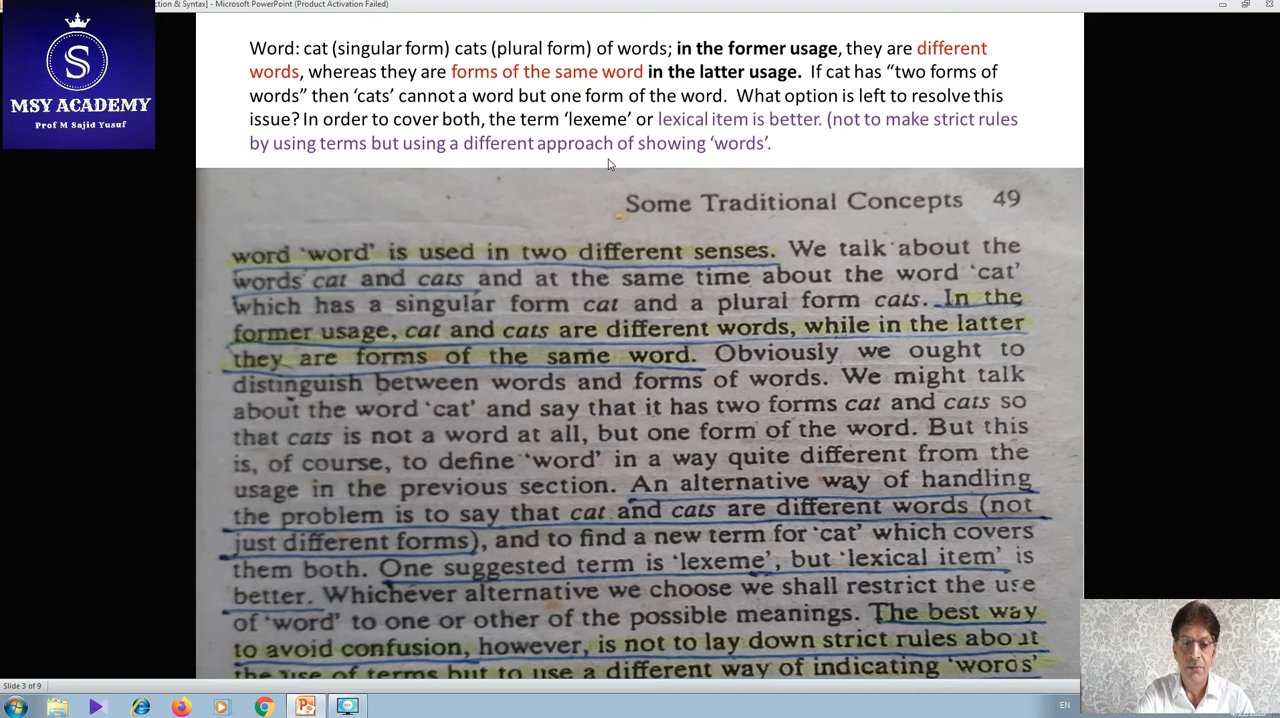 ction & Syntax] - Microsoft PowerPoint (Product Activation Failed)
S
MSY ACADEMY
Prof M Sajid Yusuf
Word: cat (singular form) cats (plural form) of words; in the former usage, they are different
words, whereas they are forms of the same word in the latter usage. If cat has “two forms of
words” then ‘cats’ cannot a word but one form of the word. What option is left to resolve this
issue? In order to cover both, the term ‘lexeme’ or lexical item is better. (not to make strict rules
by using terms but using a different approach of showing ‘words’.
Some Traditional Concepts 49
word ‘word’ is used in two different senses. We talk about the
words cat and cats and at the same time about the word ‘cat’
which has a singular form cat and a plural form cats. In the
former usage, cat and cats are different words, while in the latter
they are forms of the same word. Obviously we ought to
distinguish between words and forms of words. We might talk
about the word ‘cat’ and say that it has two forms cat and cats so
that cats is not a word at all, but one form of the word. But this
is, of course, to define ‘word’ in a way quite different from the
usage in the previous section. An alternative way of handling
the problem is to say that cat and cats are different words (not
just different forms), and to find a new term for ‘cat’ which covers
them both. One suggested term is ‘lexeme’, but ‘lexical item’ is
better. Whichever alternative we choose we shall restrict the use
of ‘word’ to one or other of the possible meanings. The best way
to avoid confusion, however, is not to lay down strict rules about
the use of terms but to use a different way of indicating ‘words’
Slide 3 of 9
EN